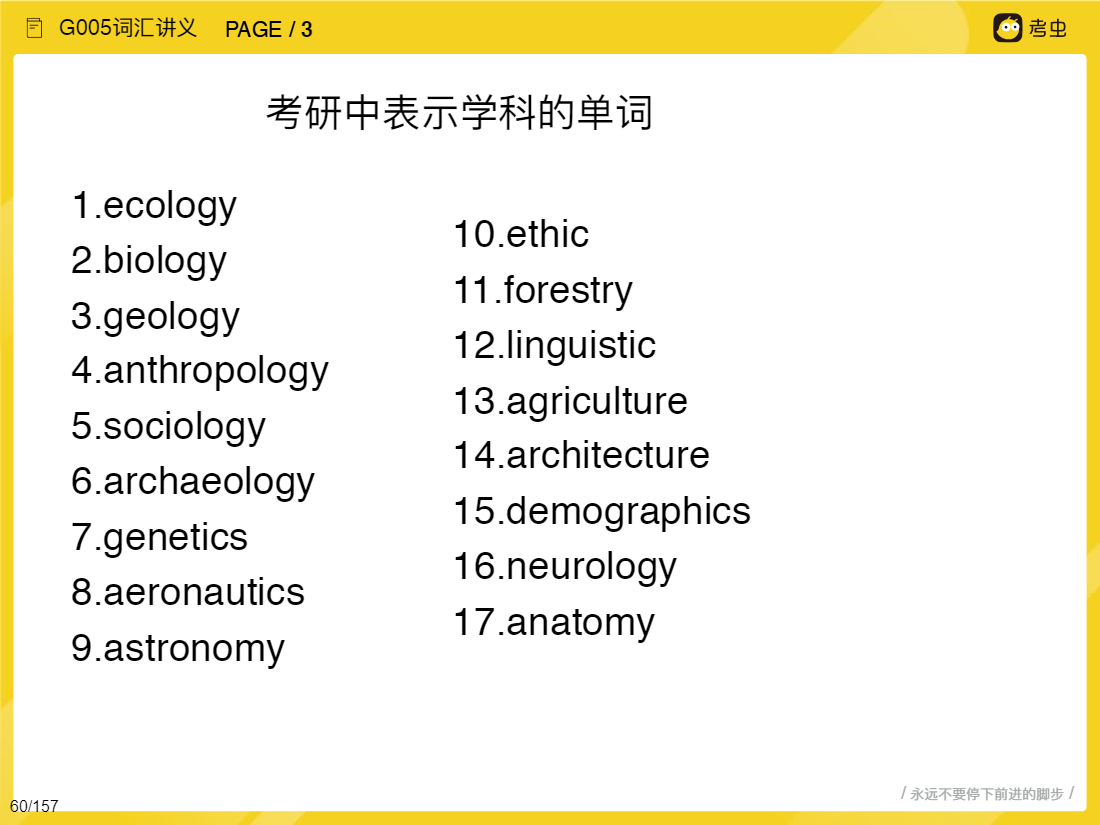 G005词汇讲义 PAGE / 3
考虫
考研中表示学科的单词
1.ecology
2.biology
3.geology
4.anthropology
5.sociology
6.archaeology
7.genetics
8.aeronautics
9.astronomy
10.ethic
11.forestry
12.linguistic
13.agriculture
14.architecture
15.demographics
16.neurology
17.anatomy
/ 永远不要停下前进的脚步 /
60/157